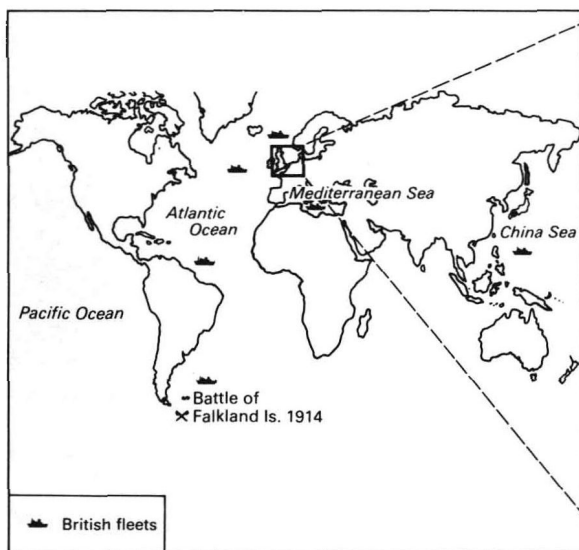 Mediterranean Sea
Atlantic
Ocean
China Sea
Pacific Ocean
Battle of
Falkland Is. 1914
British fleets